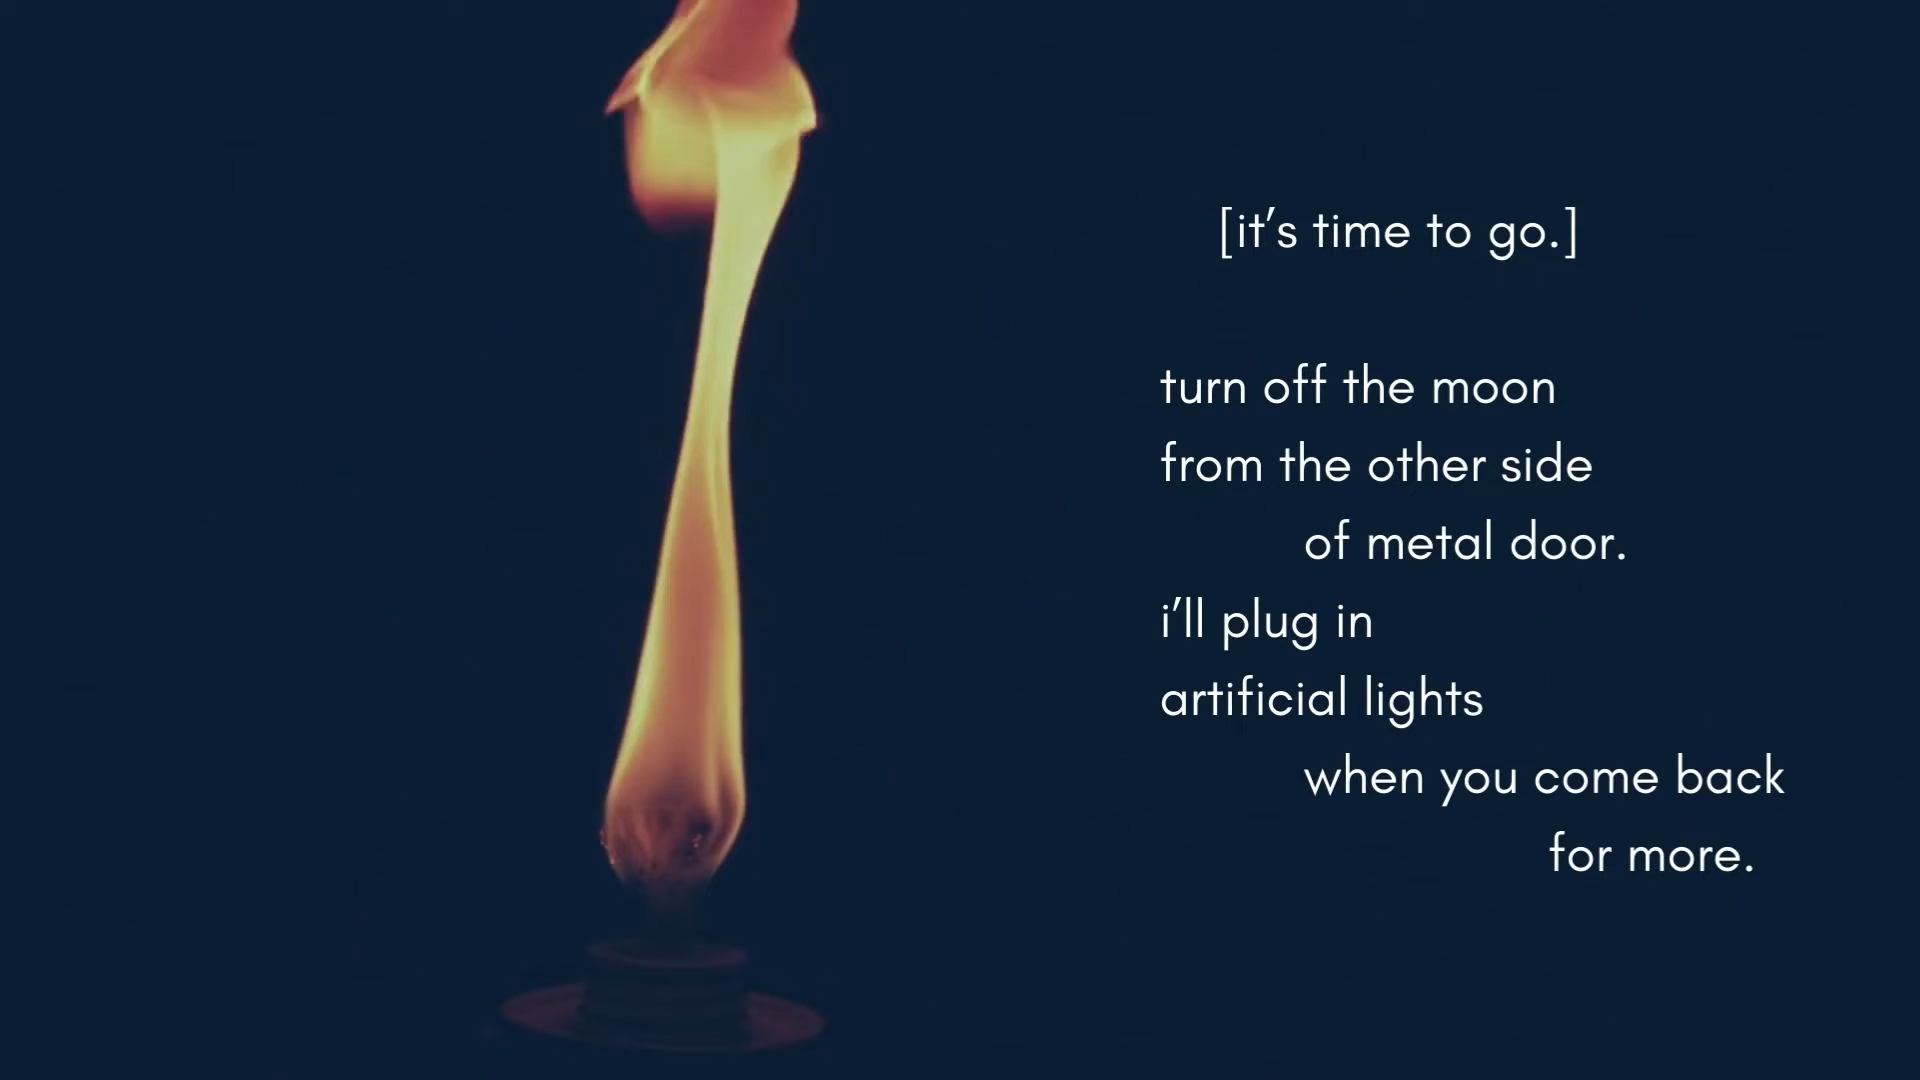 [it's time to go.]
turn off the moon
from the other side
of metal door.
i'll plug in
artificial lights
when you come back
for more.